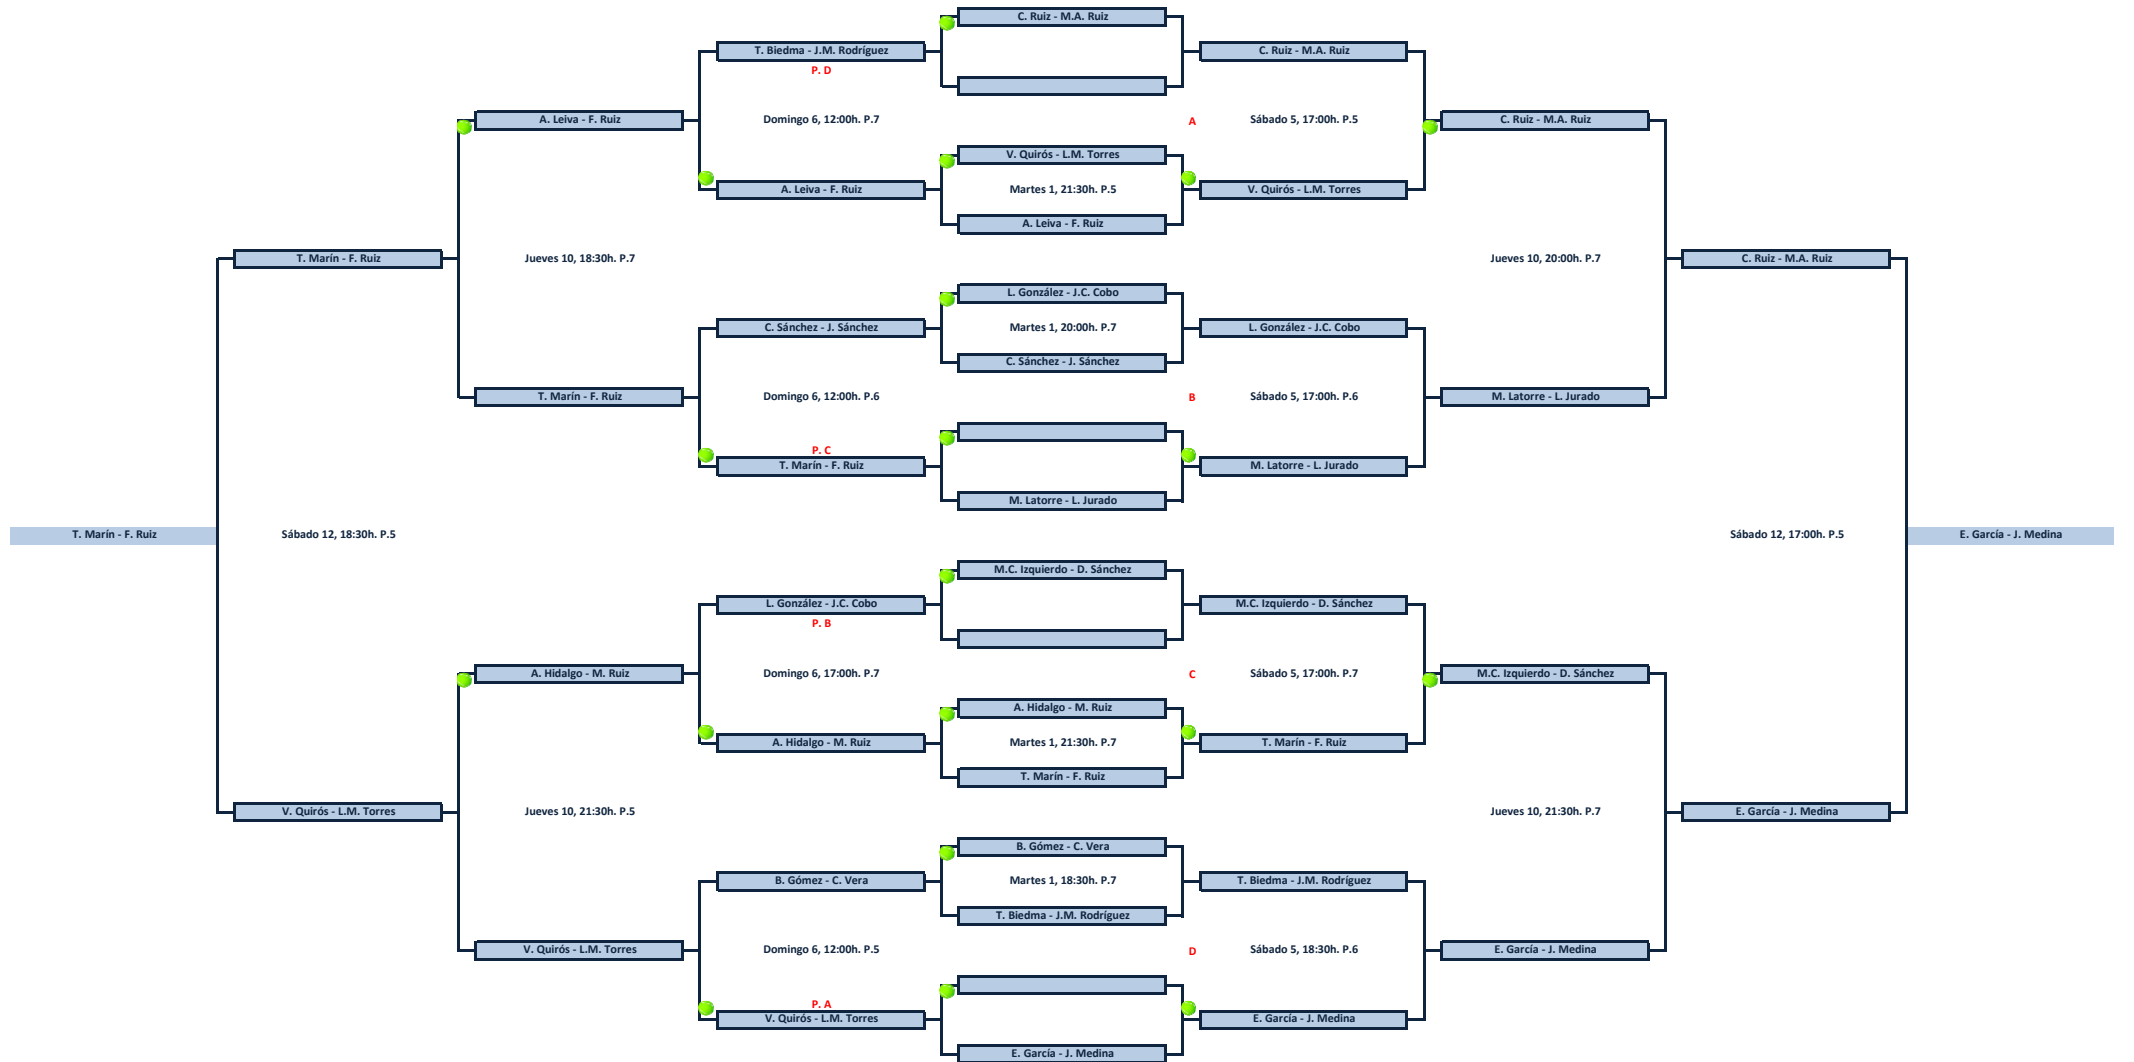 C. Ruiz - M.A. Ruiz
T. Biedma - J.M. Rodríguez
C. Ruiz - M.A. Ruiz
P. D
A. Leiva - F. Ruiz
Domingo 6, 12:00h. P.7
A
Sábado 5, 17:00h. P.5
C. Ruiz - M.A. Ruiz
V. Quirós - L.M. Torres
A. Leiva - F. Ruiz
Martes 1, 21:30h. P.5
V. Quirós - L.M. Torres
A. Leiva - F. Ruiz
T. Marín - F. Ruiz
Jueves 10, 18:30h. P.7
Jueves 10, 20:00h. P.7
C. Ruiz - M.A. Ruiz
L. González - J.C. Cobo
C. Sánchez - J. Sánchez
Martes 1, 20:00h. P.7
L. González - J.C. Cobo
C. Sánchez - J. Sánchez
T. Marín - F. Ruiz
Domingo 6, 12:00h. P.6
B
Sábado 5, 17:00h. P.6
M. Latorre - L. Jurado
P. C
T. Marín - F. Ruiz
M. Latorre - L. Jurado
M. Latorre - L. Jurado
T. Marín - F. Ruiz
Sábado 12, 18:30h. P.5
Sábado 12, 17:00h. P.5
E. García - J. Medina
M.C. Izquierdo - D. Sánchez
L. González - J.C. Cobo
M.C. Izquierdo - D. Sánchez
P. B
A. Hidalgo - M. Ruiz
Domingo 6, 17:00h. P.7
C
Sábado 5, 17:00h. P.7
M.C. Izquierdo - D. Sánchez
A. Hidalgo - M. Ruiz
A. Hidalgo - M. Ruiz
Martes 1, 21:30h. P.7
T. Marín - F. Ruiz
T. Marín - F. Ruiz
V. Quirós - L.M. Torres
Jueves 10, 21:30h. P.5
Jueves 10, 21:30h. P.7
E. García - J. Medina
B. Gómez - C. Vera
B. Gómez - C. Vera
Martes 1, 18:30h. P.7
T. Biedma - J.M. Rodríguez
T. Biedma - J.M. Rodríguez
V. Quirós - L.M. Torres
Domingo 6, 12:00h. P.5
D
Sábado 5, 18:30h. P.6
E. García - J. Medina
P. A
V. Quirós - L.M. Torres
E. García - J. Medina
E. García - J. Medina